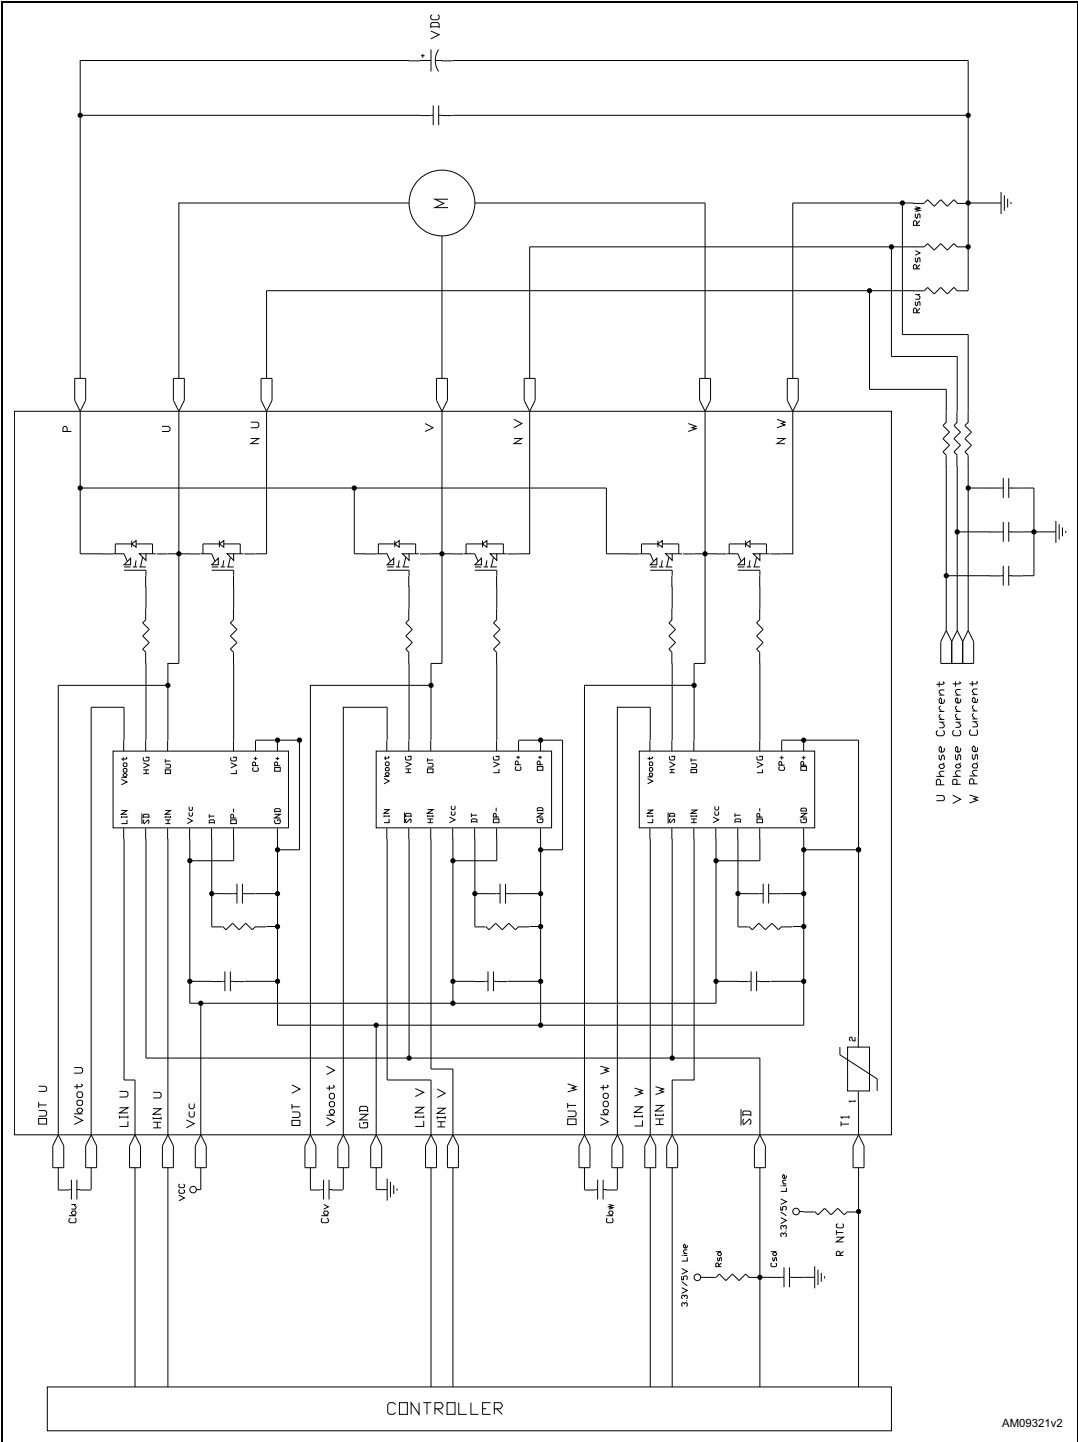 VDC
+
M
Rsw
Rsv
Rsu
P
U
N U
V
N V
W
N W
U Phase Current
V Phase Current
W Phase Current
Vboot
HVG
OUT
LVG
CP+
OP+
LIN
SD
HIN
Vcc
DT
OP-
GND
Vboot
HVG
OUT
LVG
CP+
OP+
LIN
SD
HIN
Vcc
DT
OP-
GND
Vboot
HVG
OUT
LVG
CP+
OP+
LIN
SD
HIN
Vcc
DT
OP-
GND
OUT U
Vboot U
LIN U
HIN U
Vcc
OUT V
Vboot V
GND
LIN V
HIN V
OUT W
Vboot W
LIN W
HIN W
SD
T1
1
2
Cbu
VCC
Cbv
Cbw
3.3V/5V Line
Rsd
Csd
3.3V/5V Line
R NTC
CONTROLLER
AM09321v2